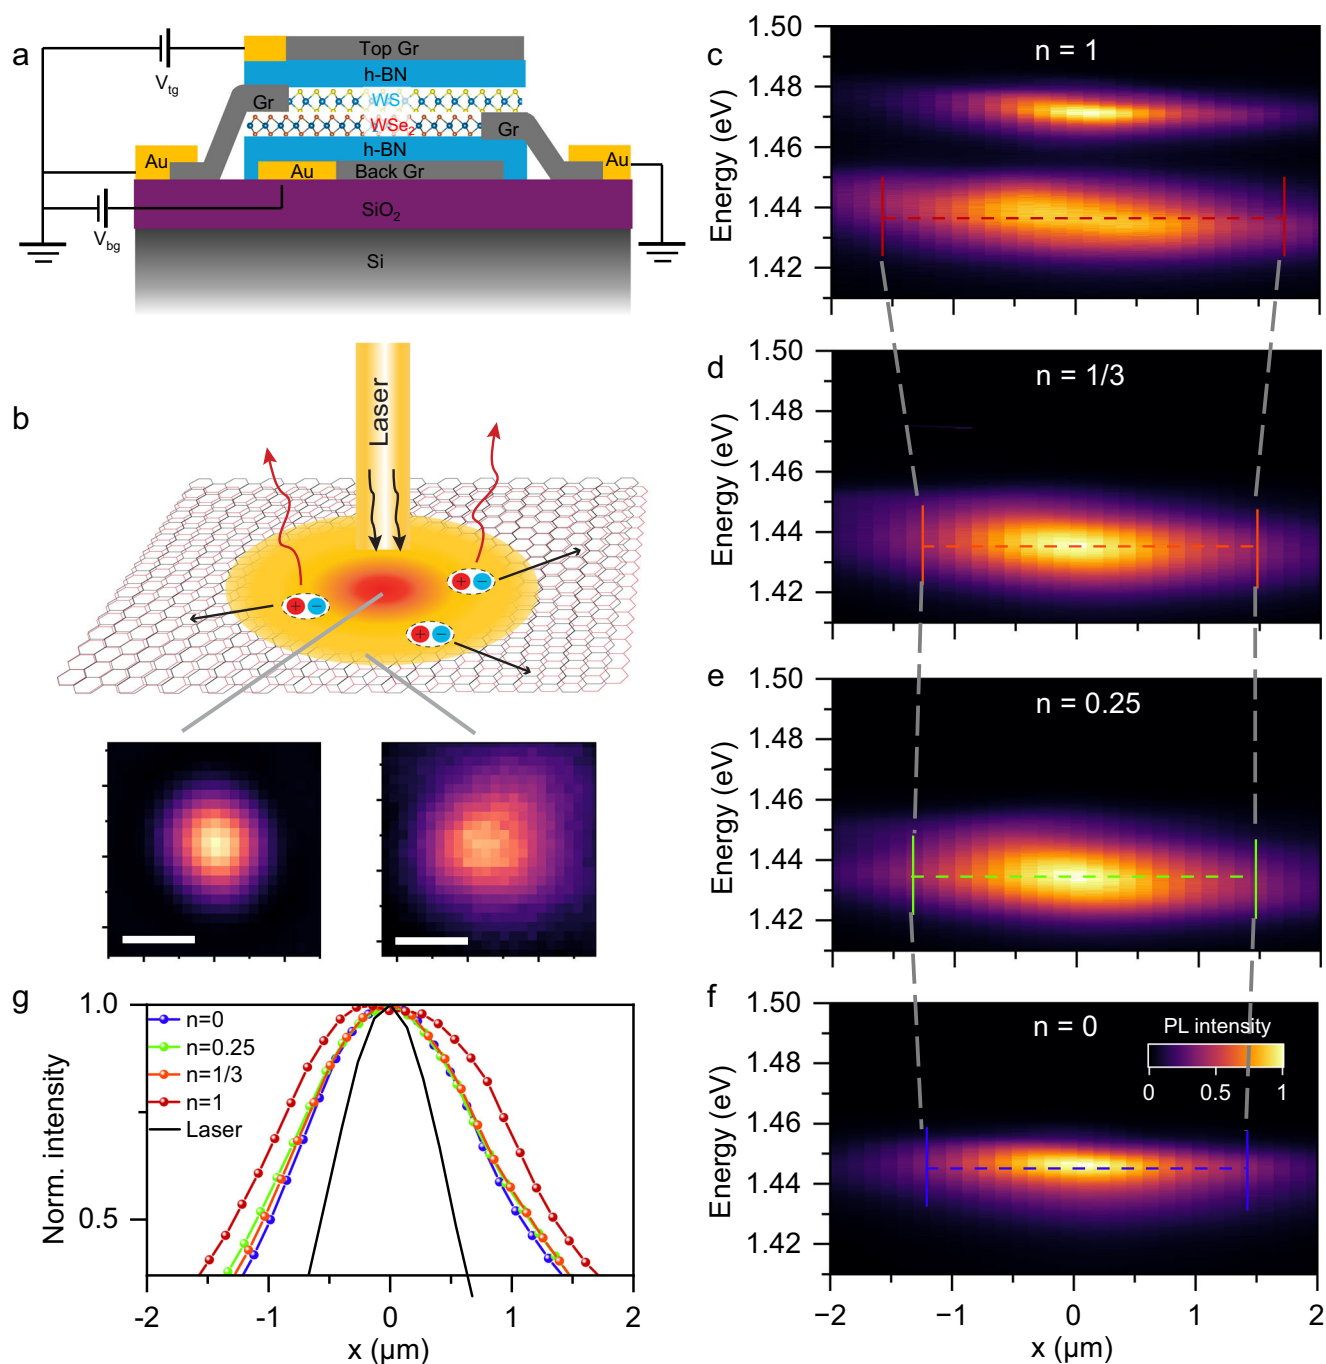 a
Top Gr
h-BN
V_tg
Gr
WS
WSe₂
Gr
h-BN
Au
Au
Au
Back Gr
SiO₂
V_bg
Si
b
Laser
+ −
+ −
+ −
g
1.0
0.5
Norm. intensity
n=0
n=0.25
n=1/3
n=1
Laser
-2
-1
0
1
2
x (μm)
c
n = 1
1.50
1.48
1.46
1.44
1.42
Energy (eV)
d
n = 1/3
1.50
1.48
1.46
1.44
1.42
Energy (eV)
e
n = 0.25
1.50
1.48
1.46
1.44
1.42
Energy (eV)
f
n = 0
PL intensity
0 0.5 1
1.50
1.48
1.46
1.44
1.42
Energy (eV)
−2
−1
0
1
2
x (μm)